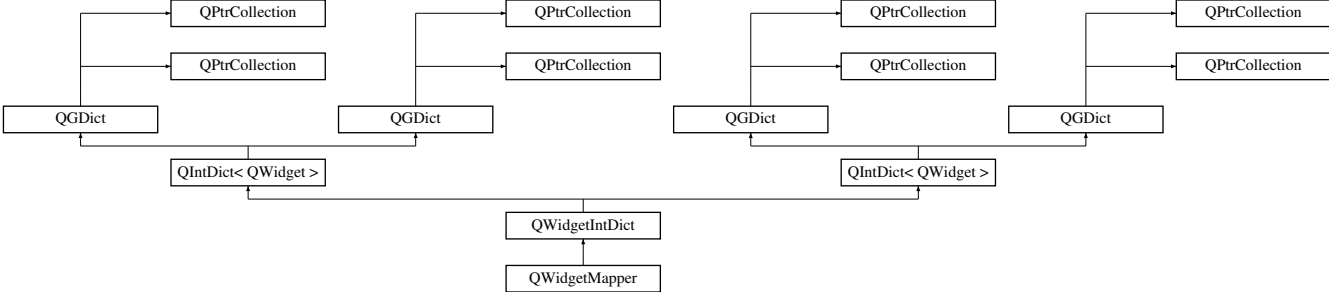 QPtrCollection QPtrCollection QPtrCollection QPtrCollection
QPtrCollection QPtrCollection QPtrCollection QPtrCollection
QGDict QGDict QGDict QGDict
QIntDict< QWidget > QIntDict< QWidget >
QWidgetIntDict
QWidgetMapper